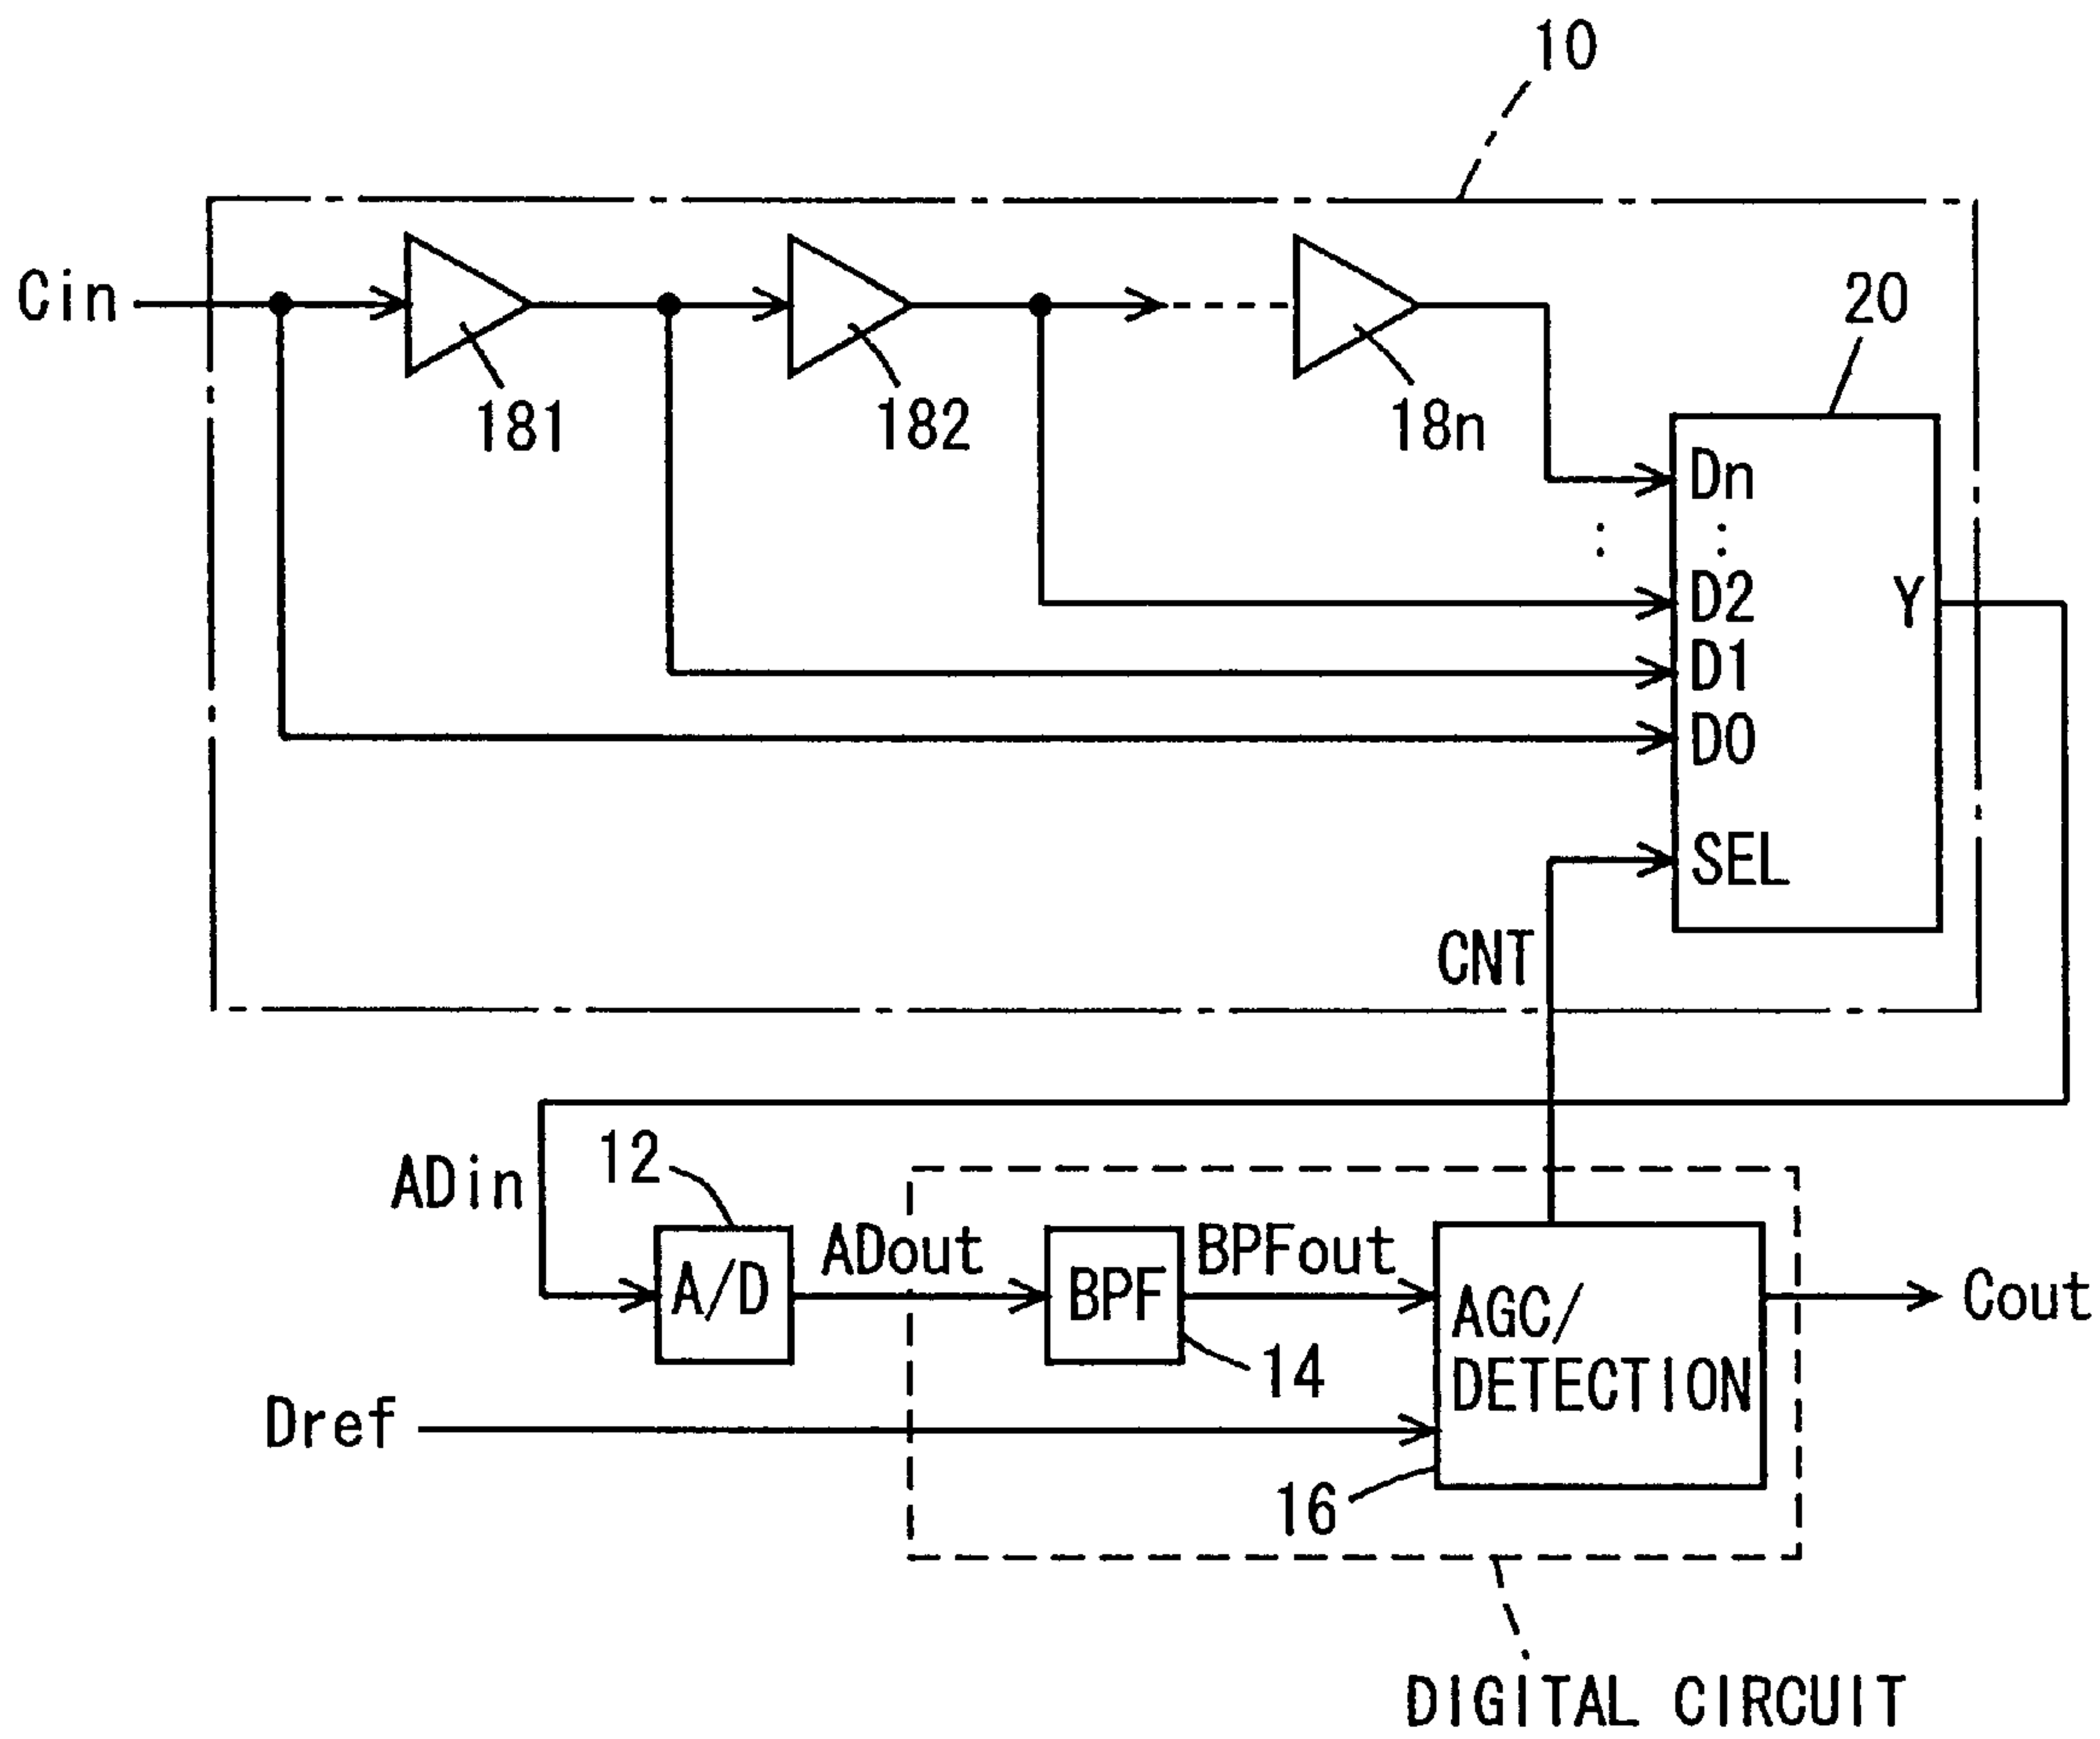 10
Cin
181
182
18n
20
Dn
:
:
D2
Y
D1
D0
SEL
CNT
ADin
12
A/D
ADout
BPF
BPFout
14
AGC/
DETECTION
Cout
Dref
16
DIGITAL CIRCUIT